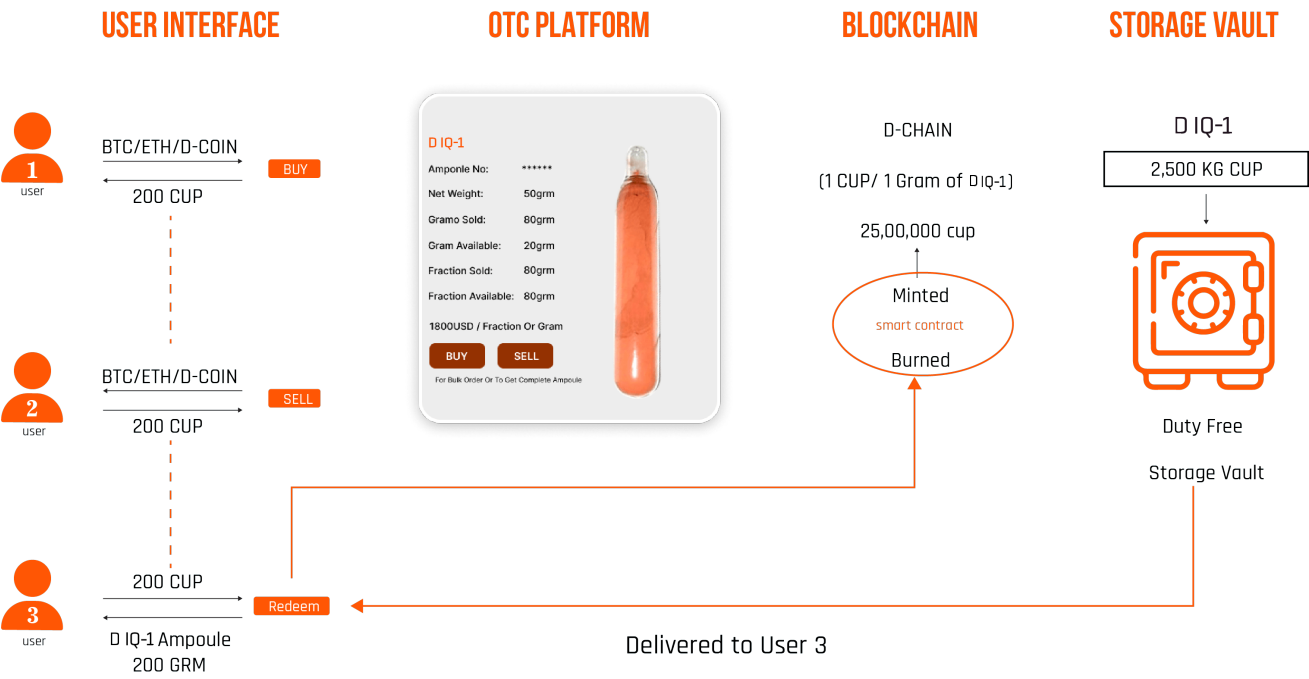 USER INTERFACE
OTC PLATFORM
BLOCKCHAIN
STORAGE VAULT
1
user
BTC/ETH/D-COIN
200 CUP
BUY
2
user
BTC/ETH/D-COIN
200 CUP
SELL
3
user
200 CUP
D IQ-1 Ampoule
200 GRM
Redeem
D IQ-1
Amponle No: ******
Net Weight: 50grm
Gramo Sold: 80grm
Gram Available: 20grm
Fraction Sold: 80grm
Fraction Available: 80grm
1800USD / Fraction Or Gram
BUY SELL
For Bulk Order Or To Get Complete Ampoule
D-CHAIN
(1 CUP/ 1 Gram of D IQ-1)
25,00,000 cup
Minted
smart contract
Burned
D IQ-1
2,500 KG CUP
Duty Free
Storage Vault
Delivered to User 3